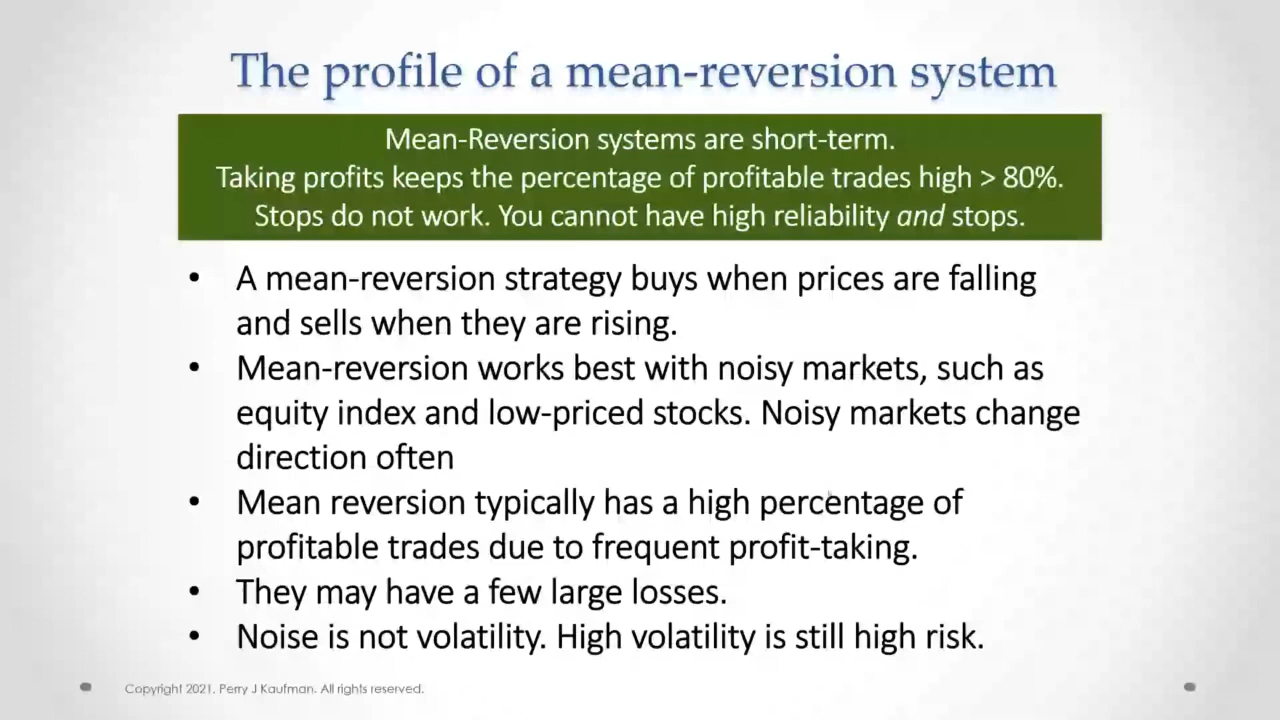 The profile of a mean-reversion system
Mean-Reversion systems are short-term.
Taking profits keeps the percentage of profitable trades high > 80%.
Stops do not work. You cannot have high reliability and stops.
• A mean-reversion strategy buys when prices are falling
and sells when they are rising.
• Mean-reversion works best with noisy markets, such as
equity index and low-priced stocks. Noisy markets change
direction often
• Mean reversion typically has a high percentage of
profitable trades due to frequent profit-taking.
• They may have a few large losses.
• Noise is not volatility. High volatility is still high risk.
Copyright 2021. Perry J Kaufman. All rights reserved.